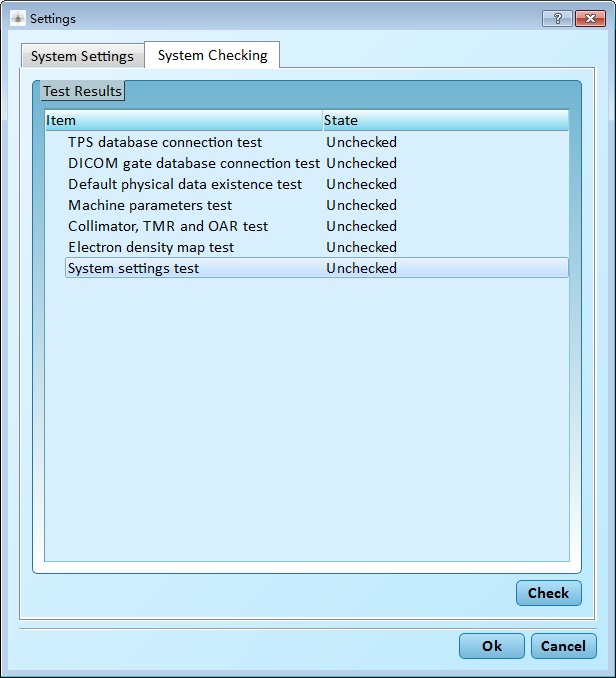 Settings
System Settings System Checking
Test Results
Item State
TPS database connection test Unchecked
DICOM gate database connection test Unchecked
Default physical data existence test Unchecked
Machine parameters test Unchecked
Collimator, TMR and OAR test Unchecked
Electron density map test Unchecked
System settings test Unchecked
Check
Ok Cancel